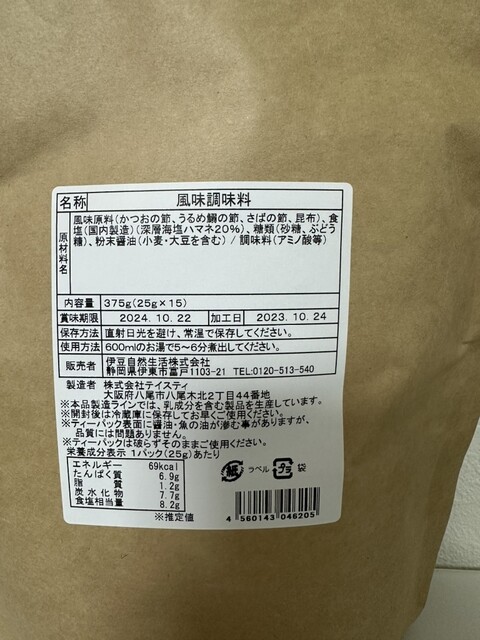 名称 風味調味料
原材料名 風味原料(かつおの節、うるめ鰯の節、さばの節、昆布)、食
塩(国内製造)(深層海塩ハマネ20%)、糖類(砂糖、ぶどう
糖)、粉末醤油(小麦・大豆を含む) / 調味料(アミノ酸等)
内容量 375g(25g×15)
賞味期限 2024. 10. 22 加工日 2023. 10. 24
保存方法 直射日光を避け、常温で保存してください。
使用方法 600mlのお湯で5~6分煮出してください。
販売者 伊豆自然生活株式会社
静岡県伊東市富戸1103-21 TEL:0120-513-540
製造者 株式会社テイスティ
大阪府八尾市八尾木北2丁目44番地
※本品製造ラインでは、乳成分を含む製品を生産しています。
※開封後は冷蔵庫に保存してお早くご使用ください。
※ティーパック表面に醤油・魚の油が滲む事がありますが、
品質には問題ありません。
※ティーパックは破らずそのままご使用ください。
栄養成分表示 1パック(25g)あたり
エネルギー 69kcal
たんぱく質 6.9g
脂質 1.2g
炭水化物 7.7g
食塩相当量 8.2g
※推定値
紙 ラベル プラ 袋
4 560143 046205